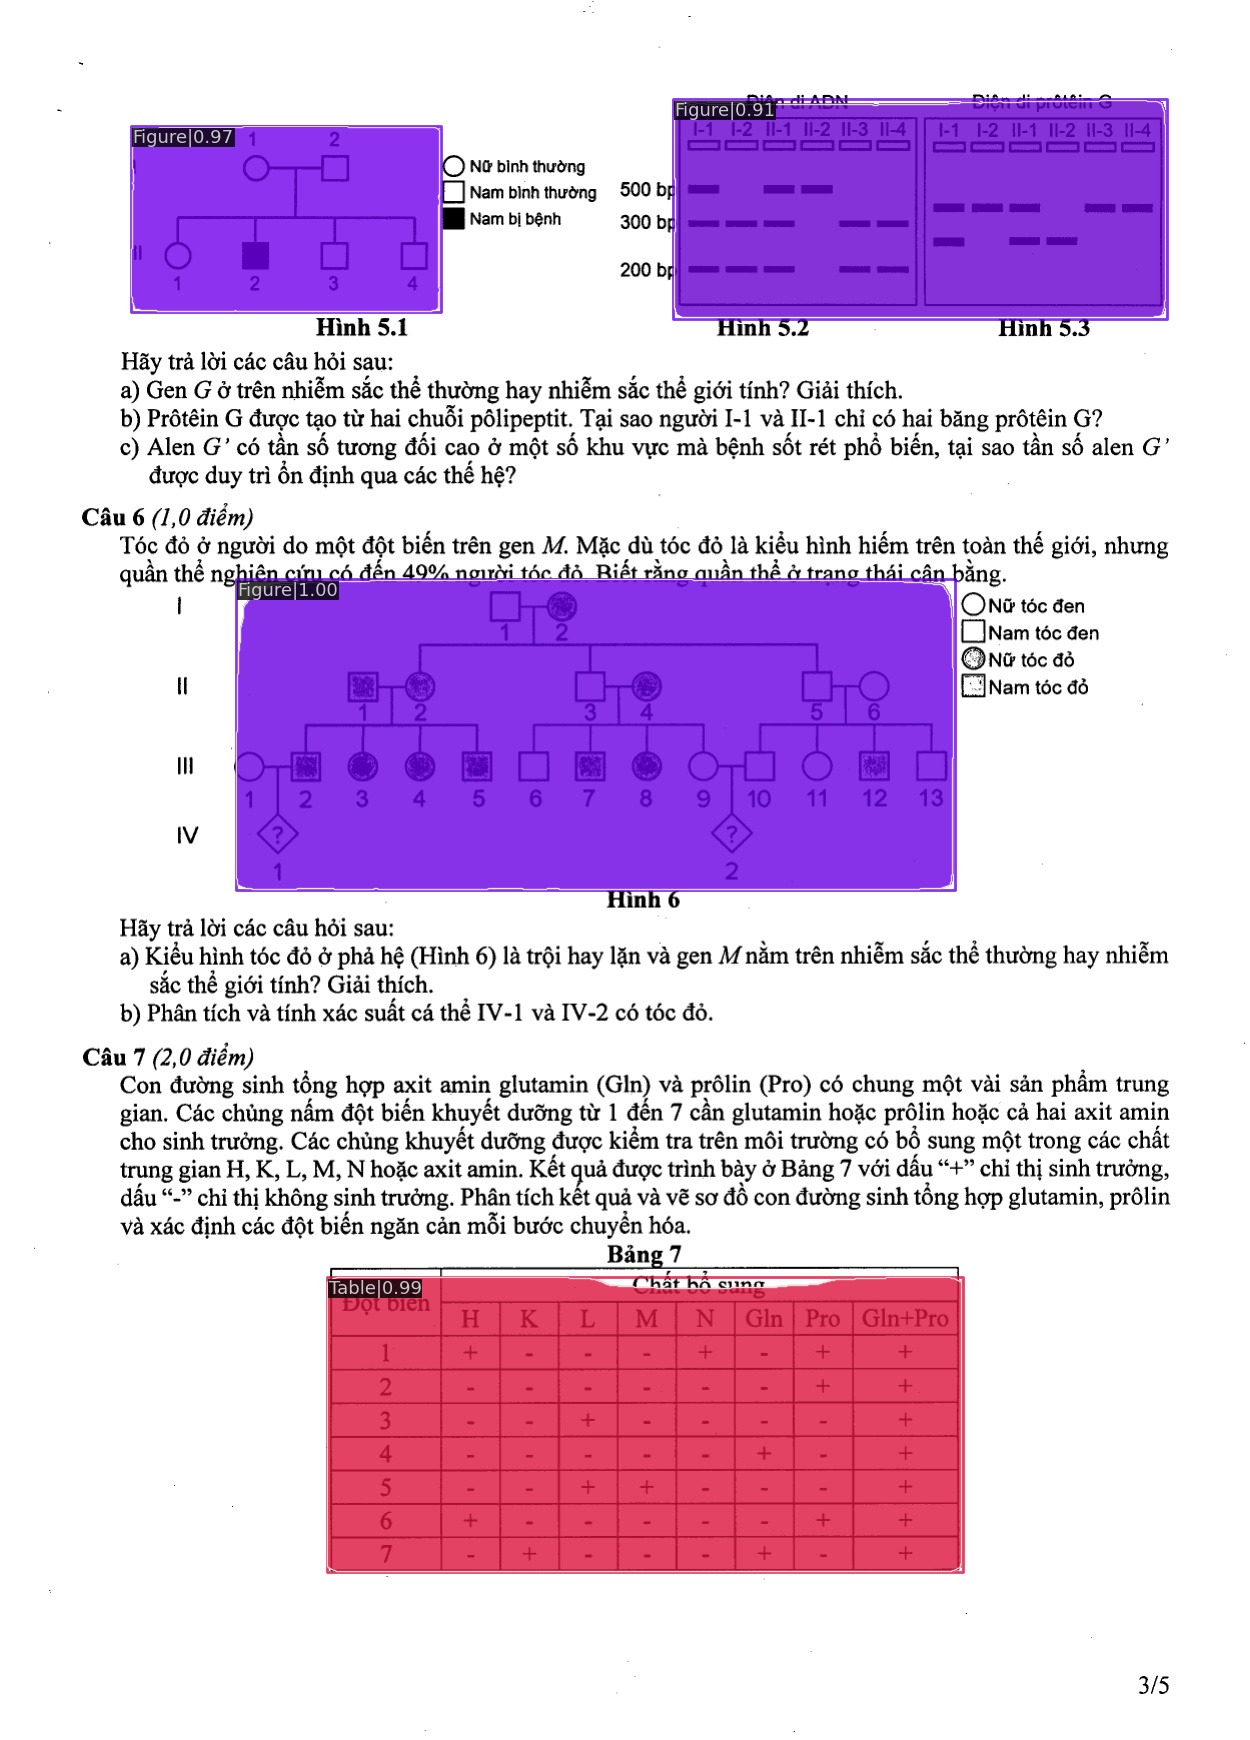 Điện di ADN
Điện di prôtêin G
Figure|0.97
Figure|0.91
1 2
I-1 I-2 II-1 II-2 II-3 II-4
I-1 I-2 II-1 II-2 II-3 II-4
I
Nữ bình thường
Nam bình thường
Nam bị bệnh
500 bp
300 bp
200 bp
II
1 2 3 4
Hình 5.1
Hình 5.2
Hình 5.3
Hãy trả lời các câu hỏi sau:
a) Gen G ở trên nhiễm sắc thể thường hay nhiễm sắc thể giới tính? Giải thích.
b) Prôtêin G được tạo từ hai chuỗi pôlipeptit. Tại sao người I-1 và II-1 chỉ có hai băng prôtêin G?
c) Alen G’ có tần số tương đối cao ở một số khu vực mà bệnh sốt rét phổ biến, tại sao tần số alen G’
được duy trì ổn định qua các thế hệ?
Câu 6 (1,0 điểm)
Tóc đỏ ở người do một đột biến trên gen M. Mặc dù tóc đỏ là kiểu hình hiếm trên toàn thế giới, nhưng
quần thể nghiên cứu có đến 49% người tóc đỏ. Biết rằng quần thể ở trạng thái cân bằng.
Figure|1.00
I
1 2
Nữ tóc đen
Nam tóc đen
Nữ tóc đỏ
Nam tóc đỏ
II
1 2 3 4 5 6
III
1 2 3 4 5 6 7 8 9 10 11 12 13
IV
? ?
1 2
Hình 6
Hãy trả lời các câu hỏi sau:
a) Kiểu hình tóc đỏ ở phả hệ (Hình 6) là trội hay lặn và gen M nằm trên nhiễm sắc thể thường hay nhiễm
sắc thể giới tính? Giải thích.
b) Phân tích và tính xác suất cá thể IV-1 và IV-2 có tóc đỏ.
Câu 7 (2,0 điểm)
Con đường sinh tổng hợp axit amin glutamin (Gln) và prôlin (Pro) có chung một vài sản phẩm trung
gian. Các chủng nấm đột biến khuyết dưỡng từ 1 đến 7 cần glutamin hoặc prôlin hoặc cả hai axit amin
cho sinh trưởng. Các chủng khuyết dưỡng được kiểm tra trên môi trường có bổ sung một trong các chất
trung gian H, K, L, M, N hoặc axit amin. Kết quả được trình bày ở Bảng 7 với dấu “+” chỉ thị sinh trưởng,
dấu “-” chỉ thị không sinh trưởng. Phân tích kết quả và vẽ sơ đồ con đường sinh tổng hợp glutamin, prôlin
và xác định các đột biến ngăn cản mỗi bước chuyển hóa.
Bảng 7
Table|0.99
Chất bổ sung
Đột biến
H K L M N Gln Pro Gln+Pro
1 + - - - + - + +
2 - - - - - - + +
3 - - + - - - - +
4 - - - - - + - +
5 - - + + - - - +
6 + - - - - - + +
7 - + - - - + - +
3/5